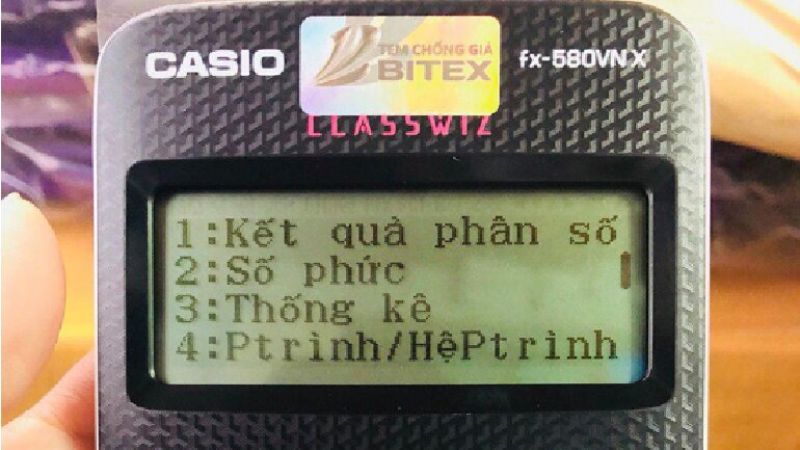 TEM CHỐNG GIẢ
CASIO BITEX fx-580VN X
CLASSWIZ
1:Kết quả phân số
2:Số phức
3:Thống kê
4:Ptrình/HệPtrình